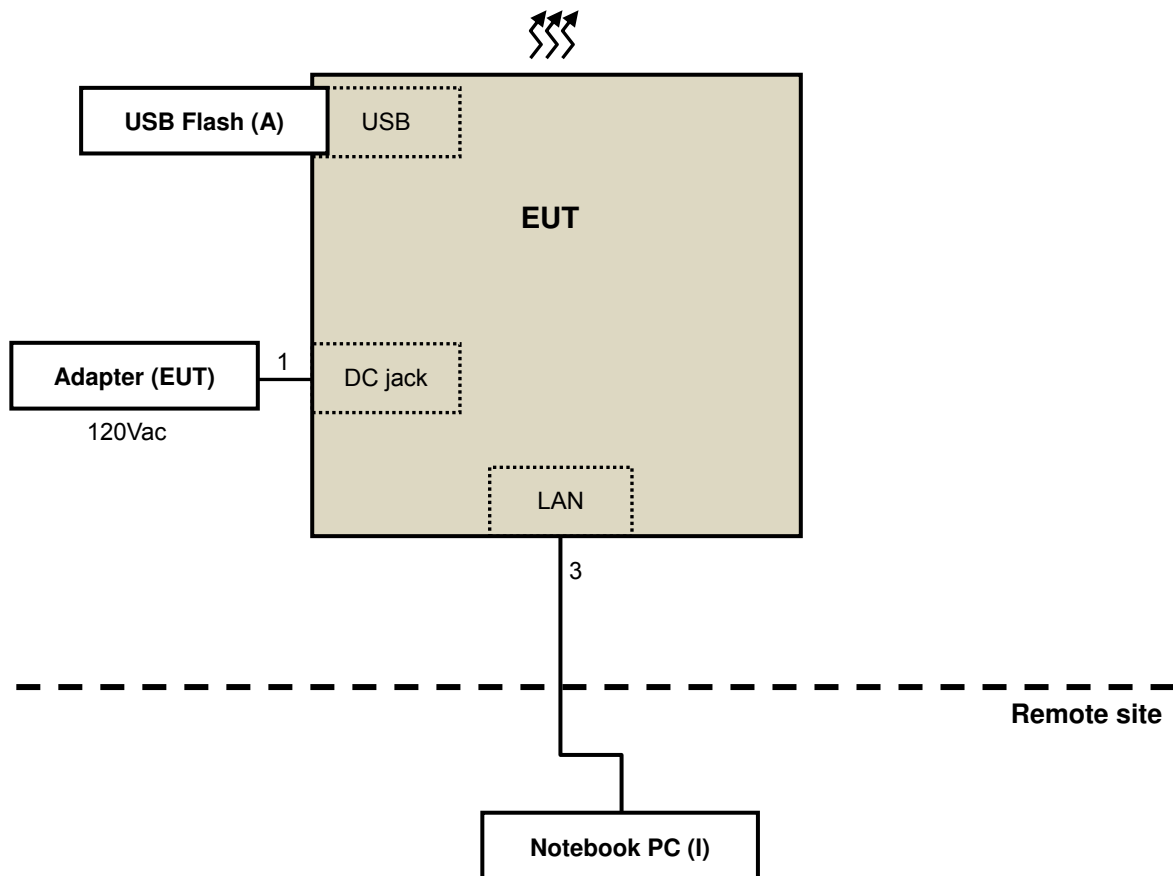 USB Flash (A)
USB
EUT
Adapter (EUT)
1
DC jack
120Vac
LAN
3
Remote site
Notebook PC (I)